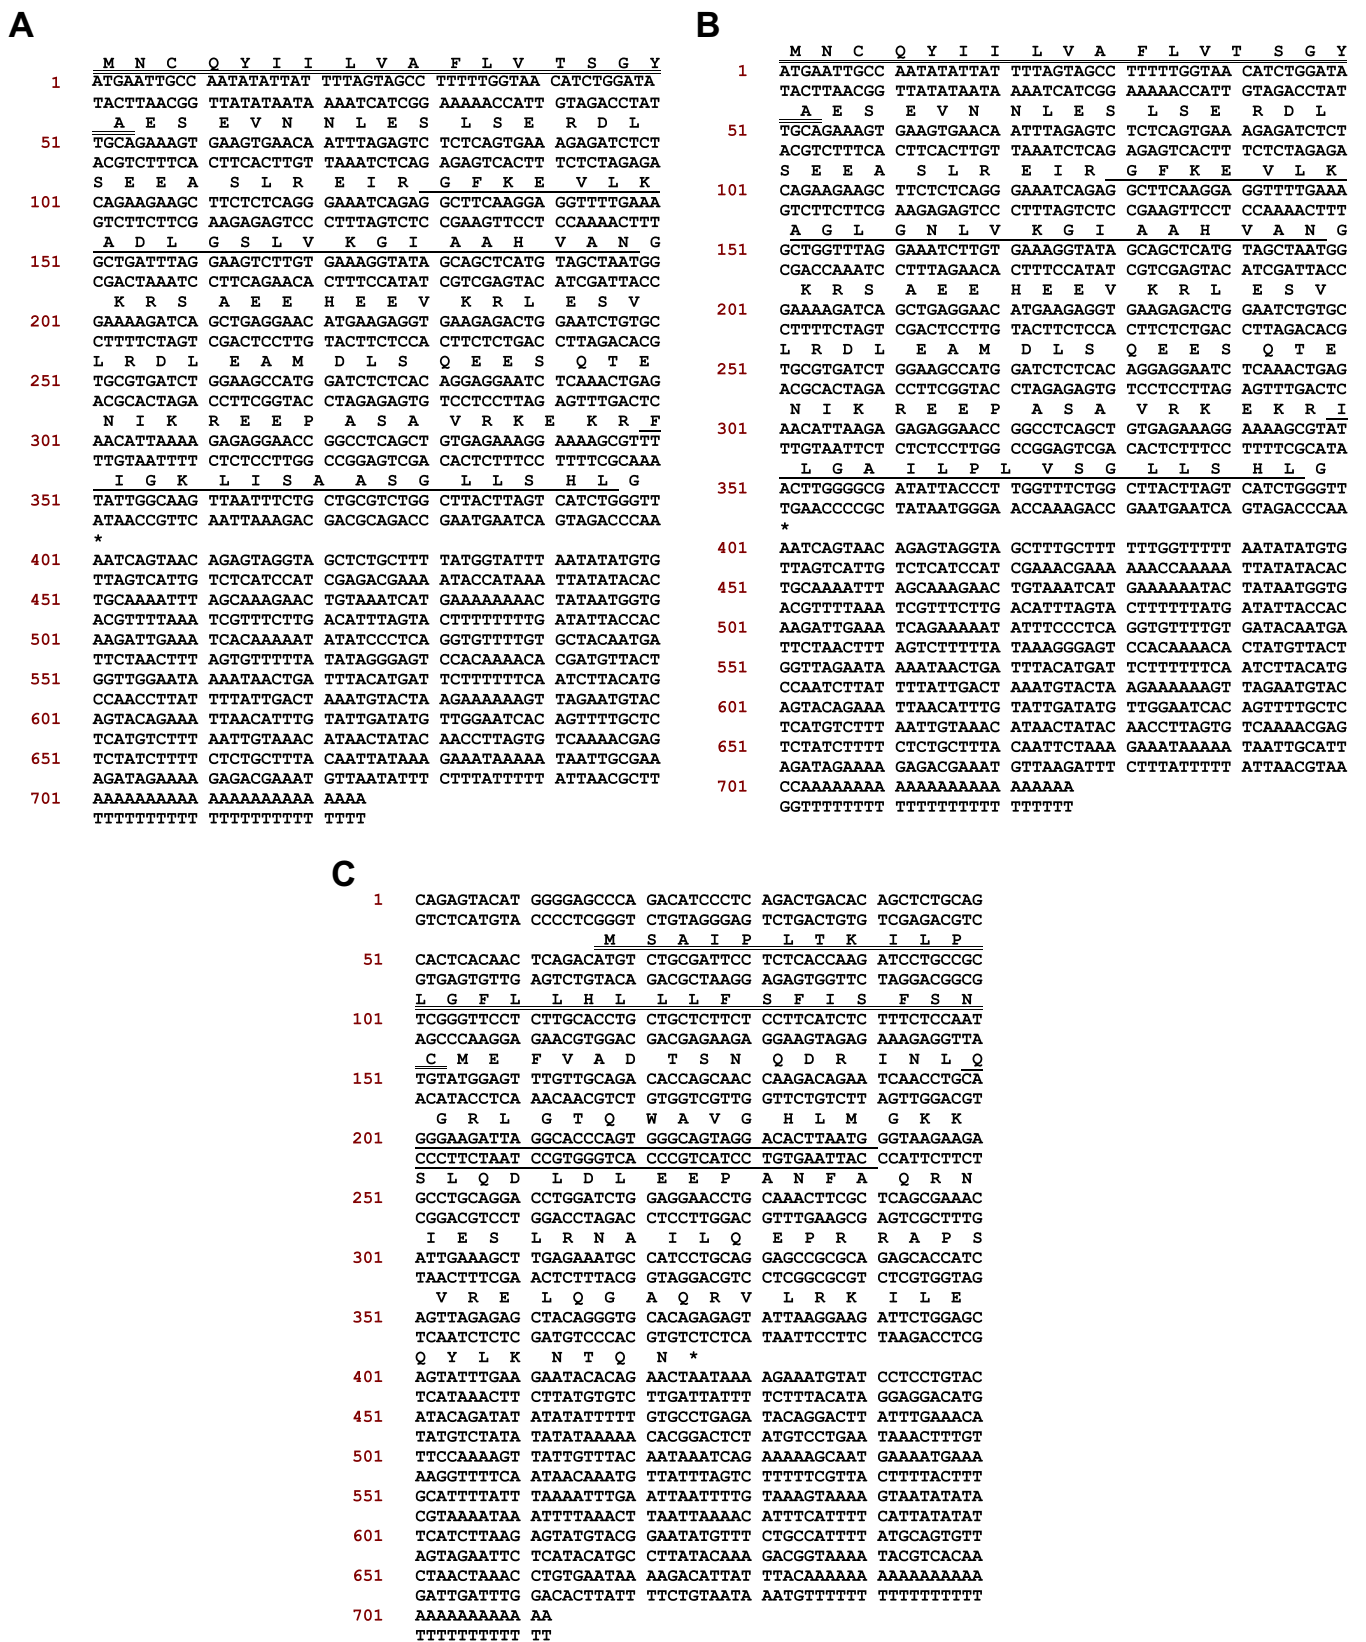 A
M N C Q Y I I L V A F L V T S G Y
1 ATGAATTGCC AATATATTAT TTTAGTAGCC TTTTTGGTAA CATCTGGATA
TACTTAACGG TTATATAATA AAATCATCGG AAAAACCATT GTAGACCTAT
A E S E V N N L E S L S E R D L
51 TGCAGAAAGT GAAGTGAACA ATTTAGAGTC TCTCAGTGAA AGAGATCTCT
ACGTCTTTCA CTTCACTTGT TAAATCTCAG AGAGTCACTT TCTCTAGAGA
S E E A S L R E I R G F K E V L K
101 CAGAAGAAGC TTCTCTCAGG GAAATCAGAG GCTTCAAGGA GGTTTTGAAA
GTCTTCTTCG AAGAGAGTCC CTTTAGTCTC CGAAGTTCCT CCAAAACTTT
A D L G S L V K G I A A H V A N G
151 GCTGATTTAG GAAGTCTTGT GAAAGGTATA GCAGCTCATG TAGCTAATGG
CGACTAAATC CTTCAGAACA CTTTCCATAT CGTCGAGTAC ATCGATTACC
K R S A E E H E E V K R L E S V
201 GAAAAGATCA GCTGAGGAAC ATGAAGAGGT GAAGAGACTG GAATCTGTGC
CTTTTCTAGT CGACTCCTTG TACTTCTCCA CTTCTCTGAC CTTAGACACG
L R D L E A M D L S Q E E S Q T E
251 TGCGTGATCT GGAAGCCATG GATCTCTCAC AGGAGGAATC TCAAACTGAG
ACGCACTAGA CCTTCGGTAC CTAGAGAGTG TCCTCCTTAG AGTTTGACTC
N I K R E E P A S A V R K E K R F
301 AACATTAAAA GAGAGGAACC GGCCTCAGCT GTGAGAAAGG AAAAGCGTTT
TTGTAATTTT CTCTCCTTGG CCGGAGTCGA CACTCTTTCC TTTTCGCAAA
I G K L I S A A S G L L S H L G
351 TATTGGCAAG TTAATTTCTG CTGCGTCTGG CTTACTTAGT CATCTGGGTT
ATAACCGTTC AATTAAAGAC GACGCAGACC GAATGAATCA GTAGACCCAA
*
401 AATCAGTAAC AGAGTAGGTA GCTCTGCTTT TATGGTATTT AATATATGTG
TTAGTCATTG TCTCATCCAT CGAGACGAAA ATACCATAAA TTATATACAC
451 TGCAAAATTT AGCAAAGAAC TGTAAATCAT GAAAAAAAAC TATAATGGTG
ACGTTTTAAA TCGTTTCTTG ACATTTAGTA CTTTTTTTTG ATATTACCAC
501 AAGATTGAAA TCACAAAAAT ATATCCCTCA GGTGTTTTGT GCTACAATGA
TTCTAACTTT AGTGTTTTTA TATAGGGAGT CCACAAAACA CGATGTTACT
551 GGTTGGAATA AAATAACTGA TTTACATGAT TCTTTTTTCA ATCTTACATG
CCAACCTTAT TTTATTGACT AAATGTACTA AGAAAAAAGT TAGAATGTAC
601 AGTACAGAAA TTAACATTTG TATTGATATG TTGGAATCAC AGTTTTGCTC
TCATGTCTTT AATTGTAAAC ATAACTATAC AACCTTAGTG TCAAAACGAG
651 TCTATCTTTT CTCTGCTTTA CAATTATAAA GAAATAAAAA TAATTGCGAA
AGATAGAAAA GAGACGAAAT GTTAATATTT CTTTATTTTT ATTAACGCTT
701 AAAAAAAAAA AAAAAAAAAA AAAA
TTTTTTTTTT TTTTTTTTTT TTTT
B
M N C Q Y I I L V A F L V T S G Y
1 ATGAATTGCC AATATATTAT TTTAGTAGCC TTTTTGGTAA CATCTGGATA
TACTTAACGG TTATATAATA AAATCATCGG AAAAACCATT GTAGACCTAT
A E S E V N N L E S L S E R D L
51 TGCAGAAAGT GAAGTGAACA ATTTAGAGTC TCTCAGTGAA AGAGATCTCT
ACGTCTTTCA CTTCACTTGT TAAATCTCAG AGAGTCACTT TCTCTAGAGA
S E E A S L R E I R G F K E V L K
101 CAGAAGAAGC TTCTCTCAGG GAAATCAGAG GCTTCAAGGA GGTTTTGAAA
GTCTTCTTCG AAGAGAGTCC CTTTAGTCTC CGAAGTTCCT CCAAAACTTT
A G L G N L V K G I A A H V A N G
151 GCTGGTTTAG GAAATCTTGT GAAAGGTATA GCAGCTCATG TAGCTAATGG
CGACCAAATC CTTTAGAACA CTTTCCATAT CGTCGAGTAC ATCGATTACC
K R S A E E H E E V K R L E S V
201 GAAAAGATCA GCTGAGGAAC ATGAAGAGGT GAAGAGACTG GAATCTGTGC
CTTTTCTAGT CGACTCCTTG TACTTCTCCA CTTCTCTGAC CTTAGACACG
L R D L E A M D L S Q E E S Q T E
251 TGCGTGATCT GGAAGCCATG GATCTCTCAC AGGAGGAATC TCAAACTGAG
ACGCACTAGA CCTTCGGTAC CTAGAGAGTG TCCTCCTTAG AGTTTGACTC
N I K R E E P A S A V R K E K R I
301 AACATTAAGA GAGAGGAACC GGCCTCAGCT GTGAGAAAGG AAAAGCGTAT
TTGTAATTCT CTCTCCTTGG CCGGAGTCGA CACTCTTTCC TTTTCGCATA
L G A I L P L V S G L L S H L G
351 ACTTGGGGCG ATATTACCCT TGGTTTCTGG CTTACTTAGT CATCTGGGTT
TGAACCCCGC TATAATGGGA ACCAAAGACC GAATGAATCA GTAGACCCAA
*
401 AATCAGTAAC AGAGTAGGTA GCTTTGCTTT TTTGGTTTTT AATATATGTG
TTAGTCATTG TCTCATCCAT CGAAACGAAA AAACCAAAAA TTATATACAC
451 TGCAAAATTT AGCAAAGAAC TGTAAATCAT GAAAAAATAC TATAATGGTG
ACGTTTTAAA TCGTTTCTTG ACATTTAGTA CTTTTTTATG ATATTACCAC
501 AAGATTGAAA TCAGAAAAAT ATTTCCCTCA GGTGTTTTGT GATACAATGA
TTCTAACTTT AGTCTTTTTA TAAAGGGAGT CCACAAAACA CTATGTTACT
551 GGTTAGAATA AAATAACTGA TTTACATGAT TCTTTTTTCA ATCTTACATG
CCAATCTTAT TTTATTGACT AAATGTACTA AGAAAAAAGT TAGAATGTAC
601 AGTACAGAAA TTAACATTTG TATTGATATG TTGGAATCAC AGTTTTGCTC
TCATGTCTTT AATTGTAAAC ATAACTATAC AACCTTAGTG TCAAAACGAG
651 TCTATCTTTT CTCTGCTTTA CAATTCTAAA GAAATAAAAA TAATTGCATT
AGATAGAAAA GAGACGAAAT GTTAAGATTT CTTTATTTTT ATTAACGTAA
701 CCAAAAAAAA AAAAAAAAAA AAAAAA
GGTTTTTTTT TTTTTTTTTT TTTTTT
C
1 CAGAGTACAT GGGGAGCCCA GACATCCCTC AGACTGACAC AGCTCTGCAG
GTCTCATGTA CCCCTCGGGT CTGTAGGGAG TCTGACTGTG TCGAGACGTC
M S A I P L T K I L P
51 CACTCACAAC TCAGACATGT CTGCGATTCC TCTCACCAAG ATCCTGCCGC
GTGAGTGTTG AGTCTGTACA GACGCTAAGG AGAGTGGTTC TAGGACGGCG
L G F L L H L L L F S F I S F S N
101 TCGGGTTCCT CTTGCACCTG CTGCTCTTCT CCTTCATCTC TTTCTCCAAT
AGCCCAAGGA GAACGTGGAC GACGAGAAGA GGAAGTAGAG AAAGAGGTTA
C M E F V A D T S N Q D R I N L Q
151 TGTATGGAGT TTGTTGCAGA CACCAGCAAC CAAGACAGAA TCAACCTGCA
ACATACCTCA AACAACGTCT GTGGTCGTTG GTTCTGTCTT AGTTGGACGT
G R L G T Q W A V G H L M G K K
201 GGGAAGATTA GGCACCCAGT GGGCAGTAGG ACACTTAATG GGTAAGAAGA
CCCTTCTAAT CCGTGGGTCA CCCGTCATCC TGTGAATTAC CCATTCTTCT
S L Q D L D L E E P A N F A Q R N
251 GCCTGCAGGA CCTGGATCTG GAGGAACCTG CAAACTTCGC TCAGCGAAAC
CGGACGTCCT GGACCTAGAC CTCCTTGGAC GTTTGAAGCG AGTCGCTTTG
I E S L R N A I L Q E P R R A P S
301 ATTGAAAGCT TGAGAAATGC CATCCTGCAG GAGCCGCGCA GAGCACCATC
TAACTTTCGA ACTCTTTACG GTAGGACGTC CTCGGCGCGT CTCGTGGTAG
V R E L Q G A Q R V L R K I L E
351 AGTTAGAGAG CTACAGGGTG CACAGAGAGT ATTAAGGAAG ATTCTGGAGC
TCAATCTCTC GATGTCCCAC GTGTCTCTCA TAATTCCTTC TAAGACCTCG
Q Y L K N T Q N *
401 AGTATTTGAA GAATACACAG AACTAATAAA AGAAATGTAT CCTCCTGTAC
TCATAAACTT CTTATGTGTC TTGATTATTT TCTTTACATA GGAGGACATG
451 ATACAGATAT ATATATTTTT GTGCCTGAGA TACAGGACTT ATTTGAAACA
TATGTCTATA TATATAAAAA CACGGACTCT ATGTCCTGAA TAAACTTTGT
501 TTCCAAAAGT TATTGTTTAC AATAAATCAG AAAAAGCAAT GAAAATGAAA
AAGGTTTTCA ATAACAAATG TTATTTAGTC TTTTTCGTTA CTTTTACTTT
551 GCATTTTATT TAAAATTTGA ATTAATTTTG TAAAGTAAAA GTAATATATA
CGTAAAATAA ATTTTAAACT TAATTAAAAC ATTTCATTTT CATTATATAT
601 TCATCTTAAG AGTATGTACG GAATATGTTT CTGCCATTTT ATGCAGTGTT
AGTAGAATTC TCATACATGC CTTATACAAA GACGGTAAAA TACGTCACAA
651 CTAACTAAAC CTGTGAATAA AAGACATTAT TTACAAAAAA AAAAAAAAAA
GATTGATTTG GACACTTATT TTCTGTAATA AATGTTTTTT TTTTTTTTTT
701 AAAAAAAAAA AA
TTTTTTTTTT TT